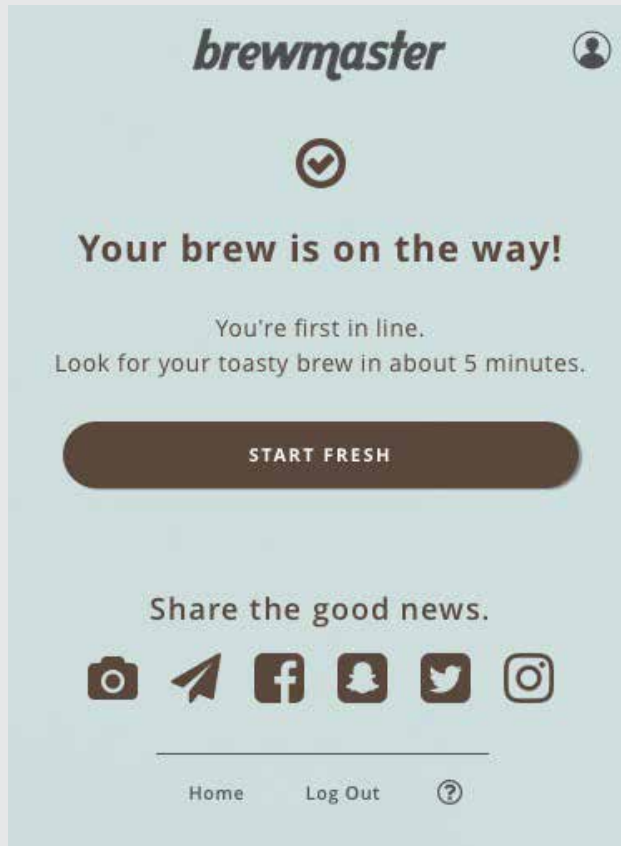 brewmaster
Your brew is on the way!
You're first in line.
Look for your toasty brew in about 5 minutes.
START FRESH
Share the good news.
Home Log Out ?